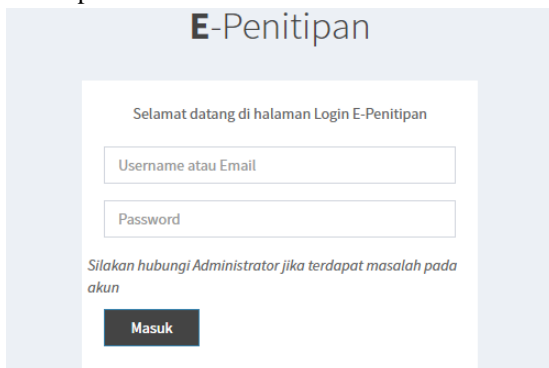 E-Penitipan
Selamat datang di halaman Login E-Penitipan
Username atau Email
Password
Silakan hubungi Administrator jika terdapat masalah pada
akun
Masuk